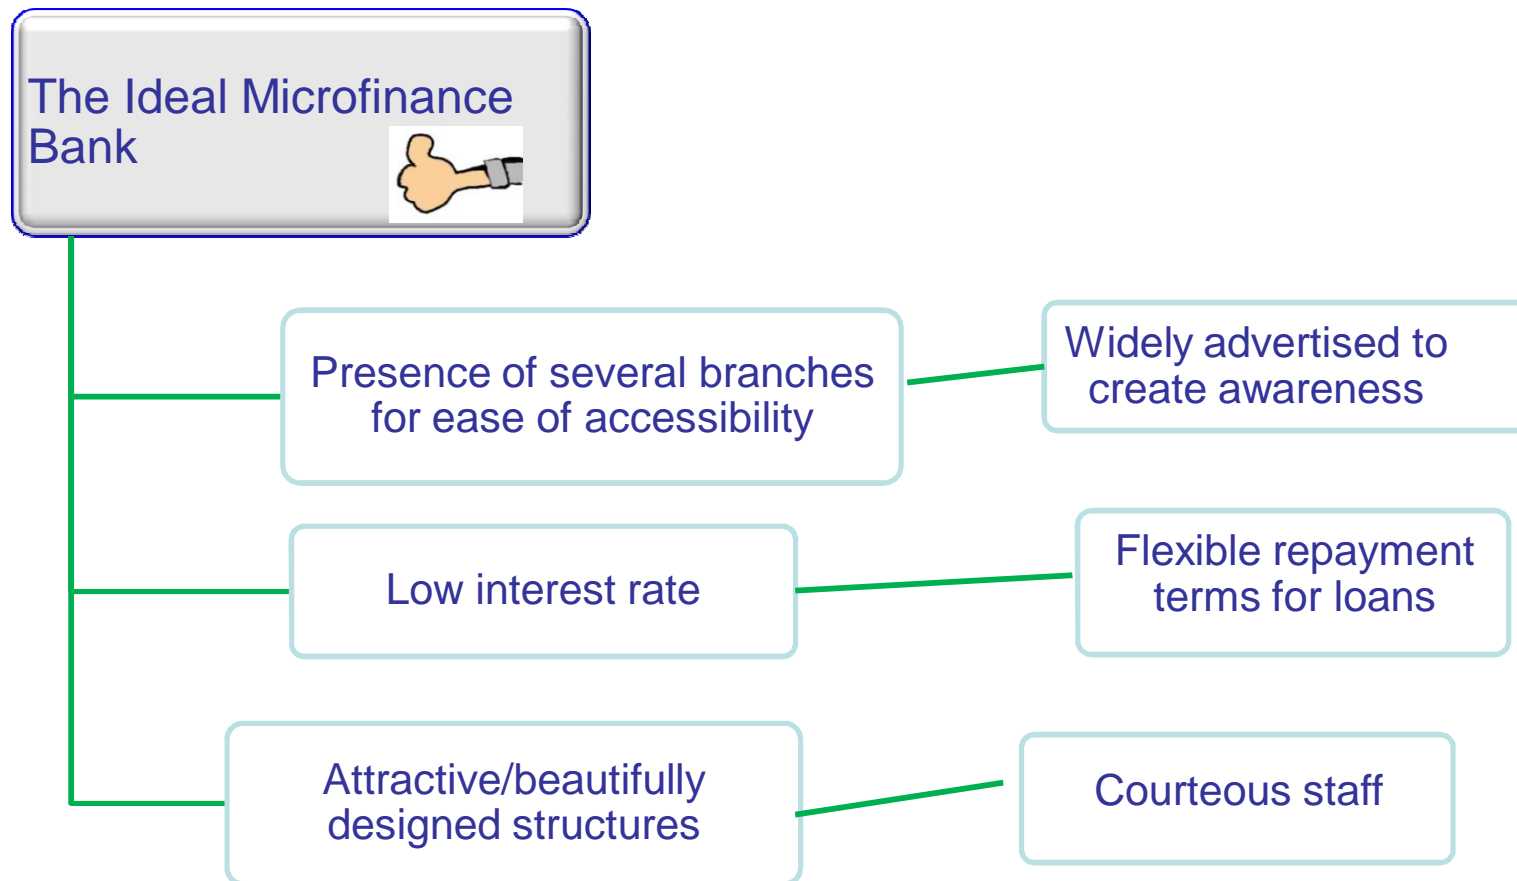 The Ideal Microfinance
Bank
Presence of several branches
for ease of accessibility
Widely advertised to
create awareness
Low interest rate
Flexible repayment
terms for loans
Attractive/beautifully
designed structures
Courteous staff